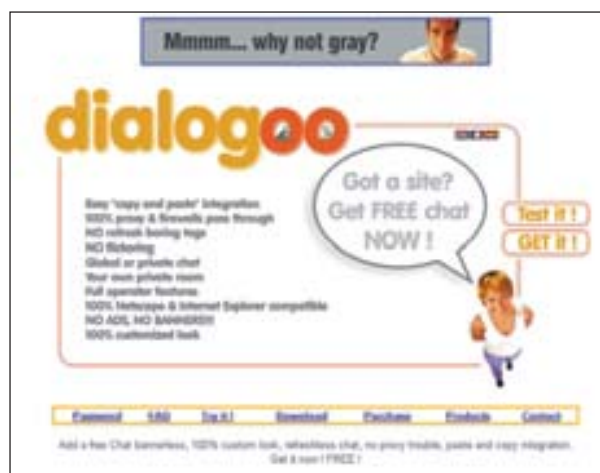 Mmmm... why not gray?
dialogoo
Got a site?
Get FREE chat
NOW !
Easy "copy and paste" integration
100% proxy & firewalls pass through
NO refresh boring tags
NO flickering
Global or private chat
Your own private room
Full operator features
100% Netscape & Internet Explorer compatible
NO ADS, NO BANNERS!!!
100% customized look
Test it !
GET it !
Password FAQ Try it ! Download Purchase Products Contact
Add a free Chat bannerless, 100% custom look, refreshless chat, no proxy trouble, paste and copy integration.
Get it now ! FREE !